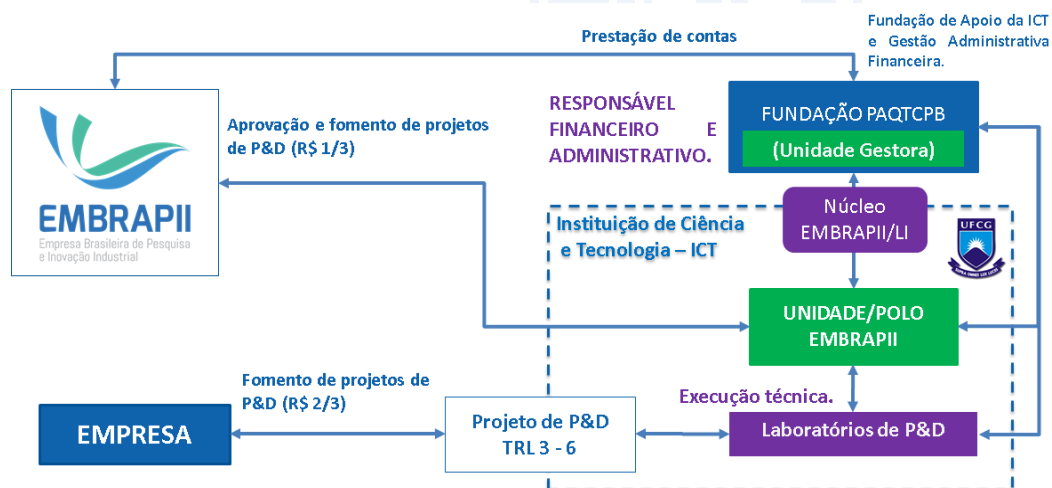 Prestação de contas
Fundação de Apoio da ICT
e Gestão Administrativa
Financeira.
RESPONSÁVEL
FINANCEIRO E
ADMINISTRATIVO.
FUNDAÇÃO PAQTCPB
(Unidade Gestora)
Aprovação e fomento de projetos
de P&D (R$ 1/3)
EMBRAPII
Empresa Brasileira de Pesquisa
e Inovação Industrial
Núcleo
EMBRAPII/LI
Instituição de Ciência
e Tecnologia – ICT
UFCG
UNIDADE/POLO
EMBRAPII
Fomento de projetos de
P&D (R$ 2/3)
Execução técnica.
EMPRESA
Projeto de P&D
TRL 3 - 6
Laboratórios de P&D